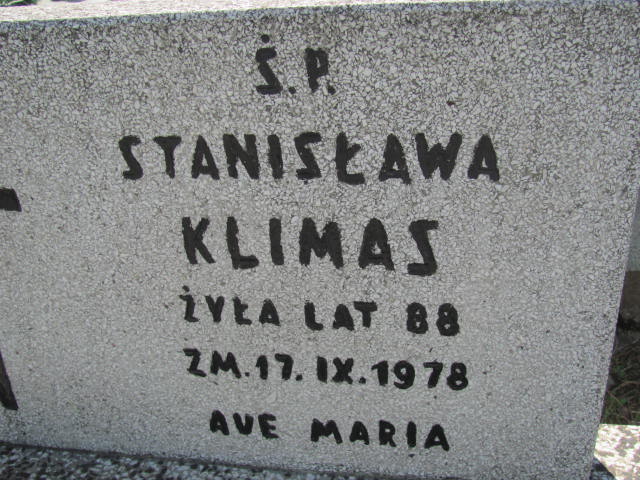 Ś.P.
STANISŁAWA
KLIMAS
ŻYŁA LAT 88
ZM. 17. IX. 1978
AVE MARIA